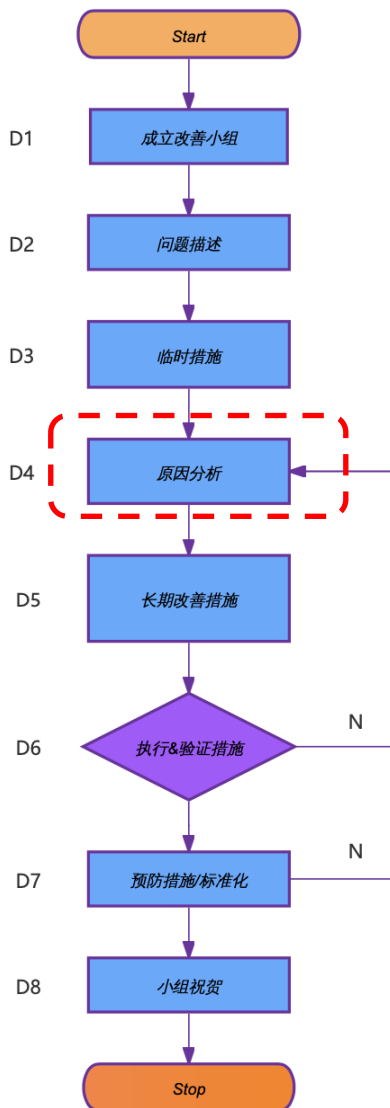 Start
D1
成立改善小组
D2
问题描述
D3
临时措施
D4
原因分析
D5
长期改善措施
D6
执行&验证措施
N
D7
预防措施/标准化
N
D8
小组祝贺
Stop